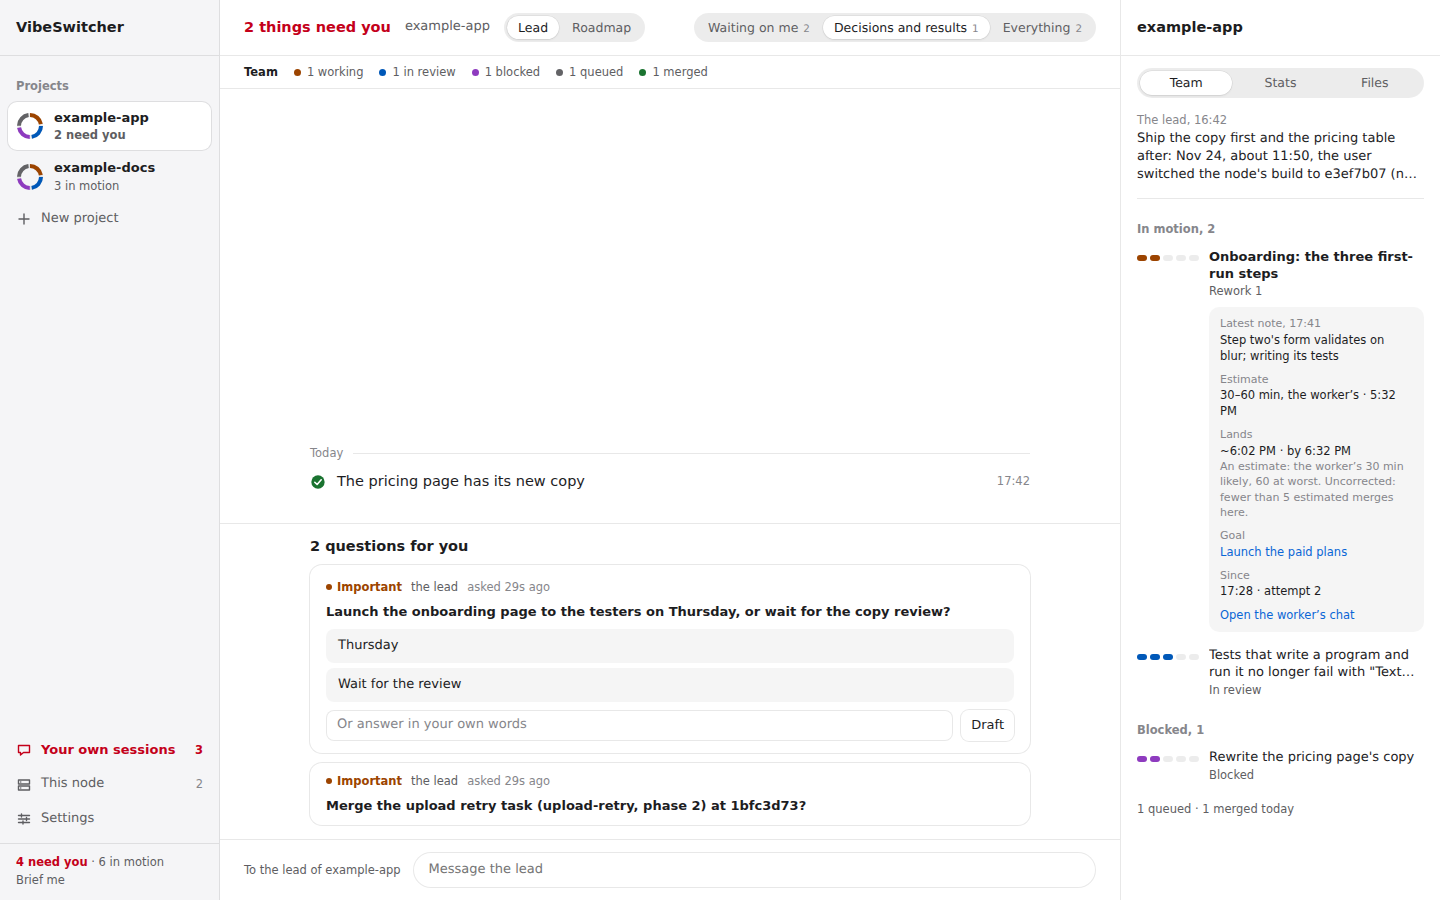 VibeSwitcher
Projects
example-app
2 need you
example-docs
3 in motion
New project
Your own sessions 3
This node 2
Settings
4 need you · 6 in motion
Brief me
2 things need you example-app Lead Roadmap Waiting on me 2 Decisions and results 1 Everything 2
Team 1 working 1 in review 1 blocked 1 queued 1 merged
Today
The pricing page has its new copy 17:42
2 questions for you
Important the lead asked 29s ago
Launch the onboarding page to the testers on Thursday, or wait for the copy review?
Thursday
Wait for the review
Or answer in your own words Draft
Important the lead asked 29s ago
Merge the upload retry task (upload-retry, phase 2) at 1bfc3d73?
To the lead of example-app Message the lead
example-app
Team Stats Files
The lead, 16:42
Ship the copy first and the pricing table
after: Nov 24, about 11:50, the user
switched the node's build to e3ef7b07 (n…
In motion, 2
Onboarding: the three first-
run steps
Rework 1
Latest note, 17:41
Step two's form validates on
blur; writing its tests
Estimate
30–60 min, the worker’s · 5:32
PM
Lands
~6:02 PM · by 6:32 PM
An estimate: the worker’s 30 min
likely, 60 at worst. Uncorrected:
fewer than 5 estimated merges
here.
Goal
Launch the paid plans
Since
17:28 · attempt 2
Open the worker’s chat
Tests that write a program and
run it no longer fail with "Text…
In review
Blocked, 1
Rewrite the pricing page's copy
Blocked
1 queued · 1 merged today